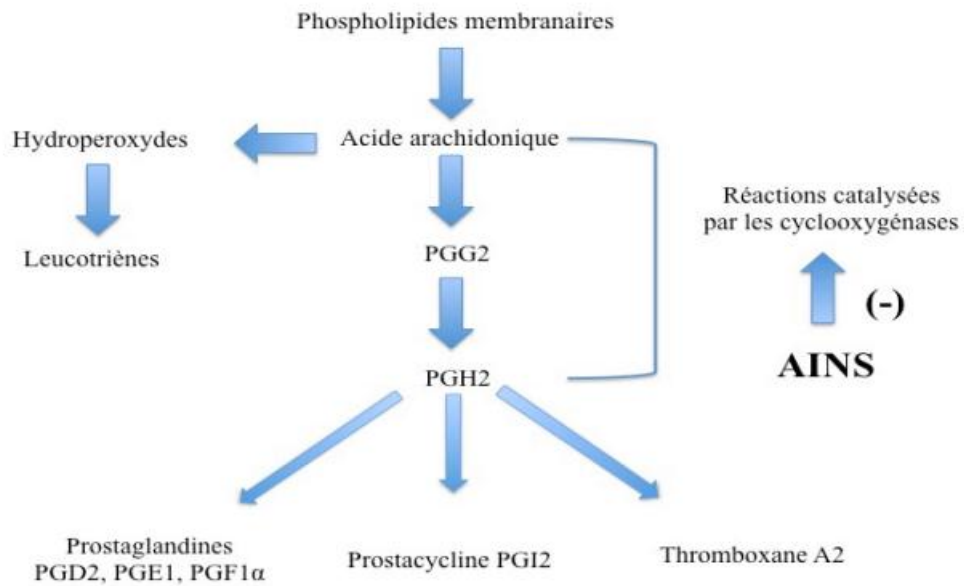 Phospholipides membranaires
Hydroperoxydes
Acide arachidonique
Réactions catalysées
par les cyclooxygénases
Leucotriènes
PGG2
(-)
AINS
PGH2
Prostaglandines
PGD2, PGE1, PGF1α
Prostacycline PGI2
Thromboxane A2